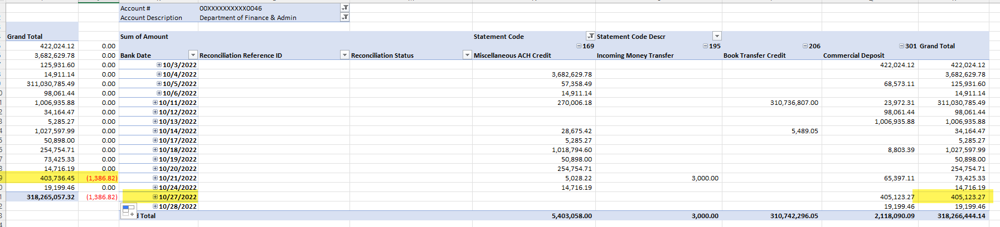 Account # 00XXXXXXXXXX0046
Account Description Department of Finance & Admin
Grand Total Sum of Amount Statement Code Statement Code Descr
422,024.12 0.00 169 195 206 301 Grand Total
3,682,629.78 0.00 Bank Date Reconciliation Reference ID Reconciliation Status Miscellaneous ACH Credit Incoming Money Transfer Book Transfer Credit Commercial Deposit
125,931.60 0.00 10/3/2022 422,024.12 422,024.12
14,911.14 0.00 10/4/2022 3,682,629.78 3,682,629.78
311,030,785.49 0.00 10/5/2022 57,358.49 68,573.11 125,931.60
98,061.44 0.00 10/6/2022 14,911.14 14,911.14
1,006,935.88 0.00 10/11/2022 270,006.18 310,736,807.00 23,972.31 311,030,785.49
34,164.47 0.00 10/12/2022 98,061.44 98,061.44
5,285.27 0.00 10/13/2022 1,006,935.88 1,006,935.88
1,027,597.99 0.00 10/14/2022 28,675.42 5,489.05 34,164.47
50,898.00 0.00 10/17/2022 5,285.27 5,285.27
254,754.71 0.00 10/18/2022 1,018,794.60 8,803.39 1,027,597.99
73,425.33 0.00 10/19/2022 50,898.00 50,898.00
14,716.19 0.00 10/20/2022 254,754.71 254,754.71
403,736.45 (1,386.82) 10/21/2022 5,028.22 3,000.00 65,397.11 73,425.33
19,199.46 0.00 10/24/2022 14,716.19 14,716.19
318,265,057.32 (1,386.82) 10/27/2022 405,123.27 405,123.27
10/28/2022 19,199.46 19,199.46
Total 5,403,058.00 3,000.00 310,742,296.05 2,118,090.09 318,266,444.14